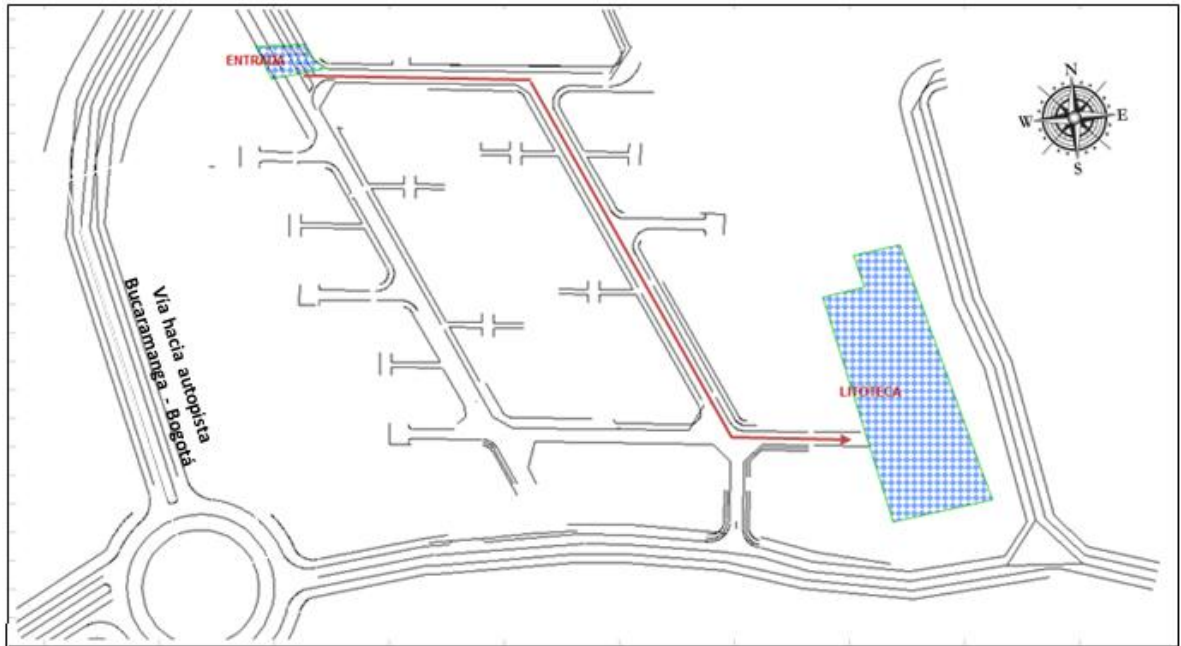 ENTRADA
N
W
E
S
Vía hacia autopista
Bucaramanga - Bogotá
LITOTECA